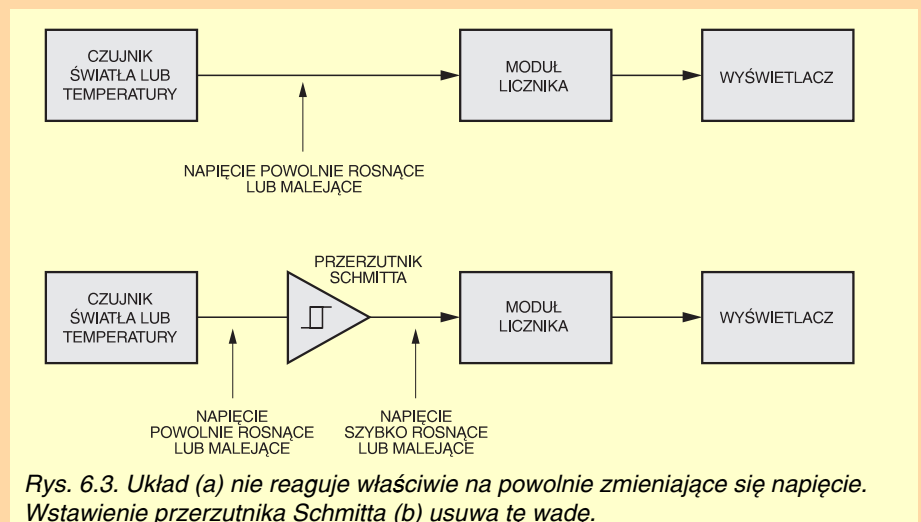 CZUJNIK
ŚWIATŁA LUB
TEMPERATURY
MODUŁ
LICZNIKA
WYŚWIETLACZ
NAPIĘCIE POWOLNIE ROSNĄCE
LUB MALEJĄCE
PRZERZUTNIK
SCHMITTA
CZUJNIK
ŚWIATŁA LUB
TEMPERATURY
MODUŁ
LICZNIKA
WYŚWIETLACZ
NAPIĘCIE
POWOLNIE ROSNĄCE
LUB MALEJĄCE
NAPIĘCIE
SZYBKO ROSNĄCE
LUB MALEJĄCE
Rys. 6.3. Układ (a) nie reaguje właściwie na powolnie zmieniające się napięcie.
Wstawienie przerzutnika Schmitta (b) usuwa tę wadę.